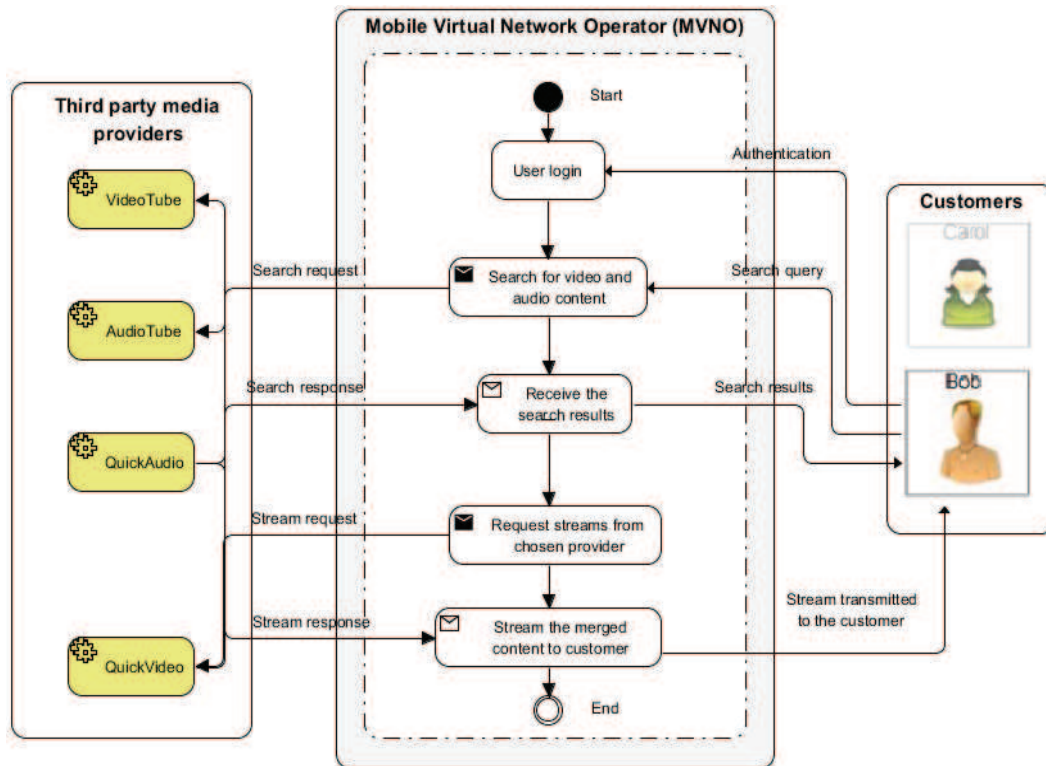 Mobile Virtual Network Operator (MVNO)
Third party media
providers
VideoTube
AudioTube
QuickAudio
QuickVideo
Search request
Search response
Stream request
Stream response
Start
User login
Search for video and
audio content
Receive the
search results
Request streams from
chosen provider
Stream the merged
content to customer
End
Authentication
Search query
Search results
Stream transmitted
to the customer
Customers
Carol
Bob